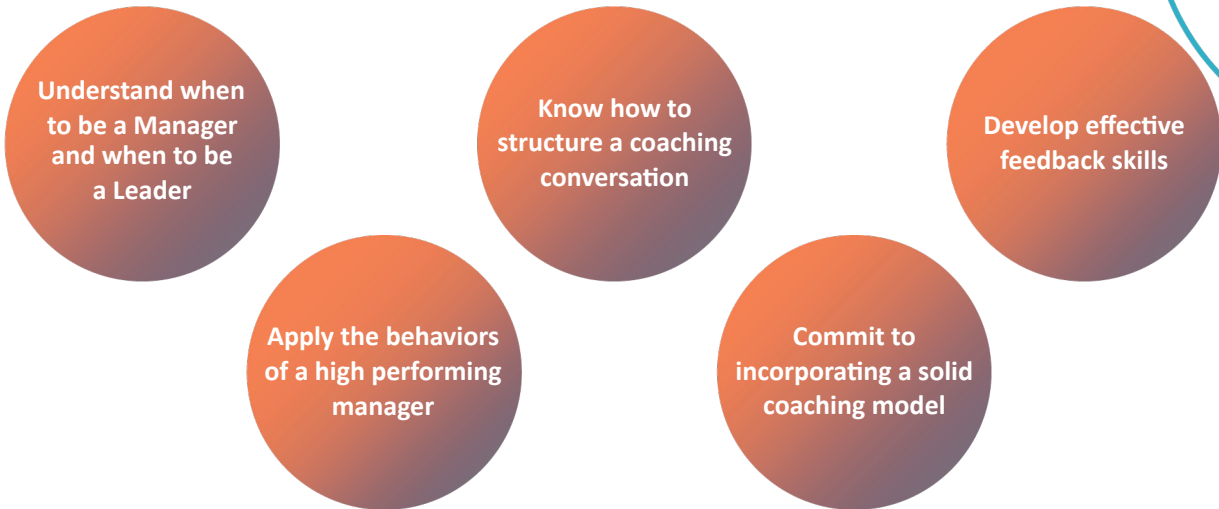 Understand when
to be a Manager
and when to be
a Leader
Apply the behaviors
of a high performing
manager
Know how to
structure a coaching
conversation
Commit to
incorporating a solid
coaching model
Develop effective
feedback skills